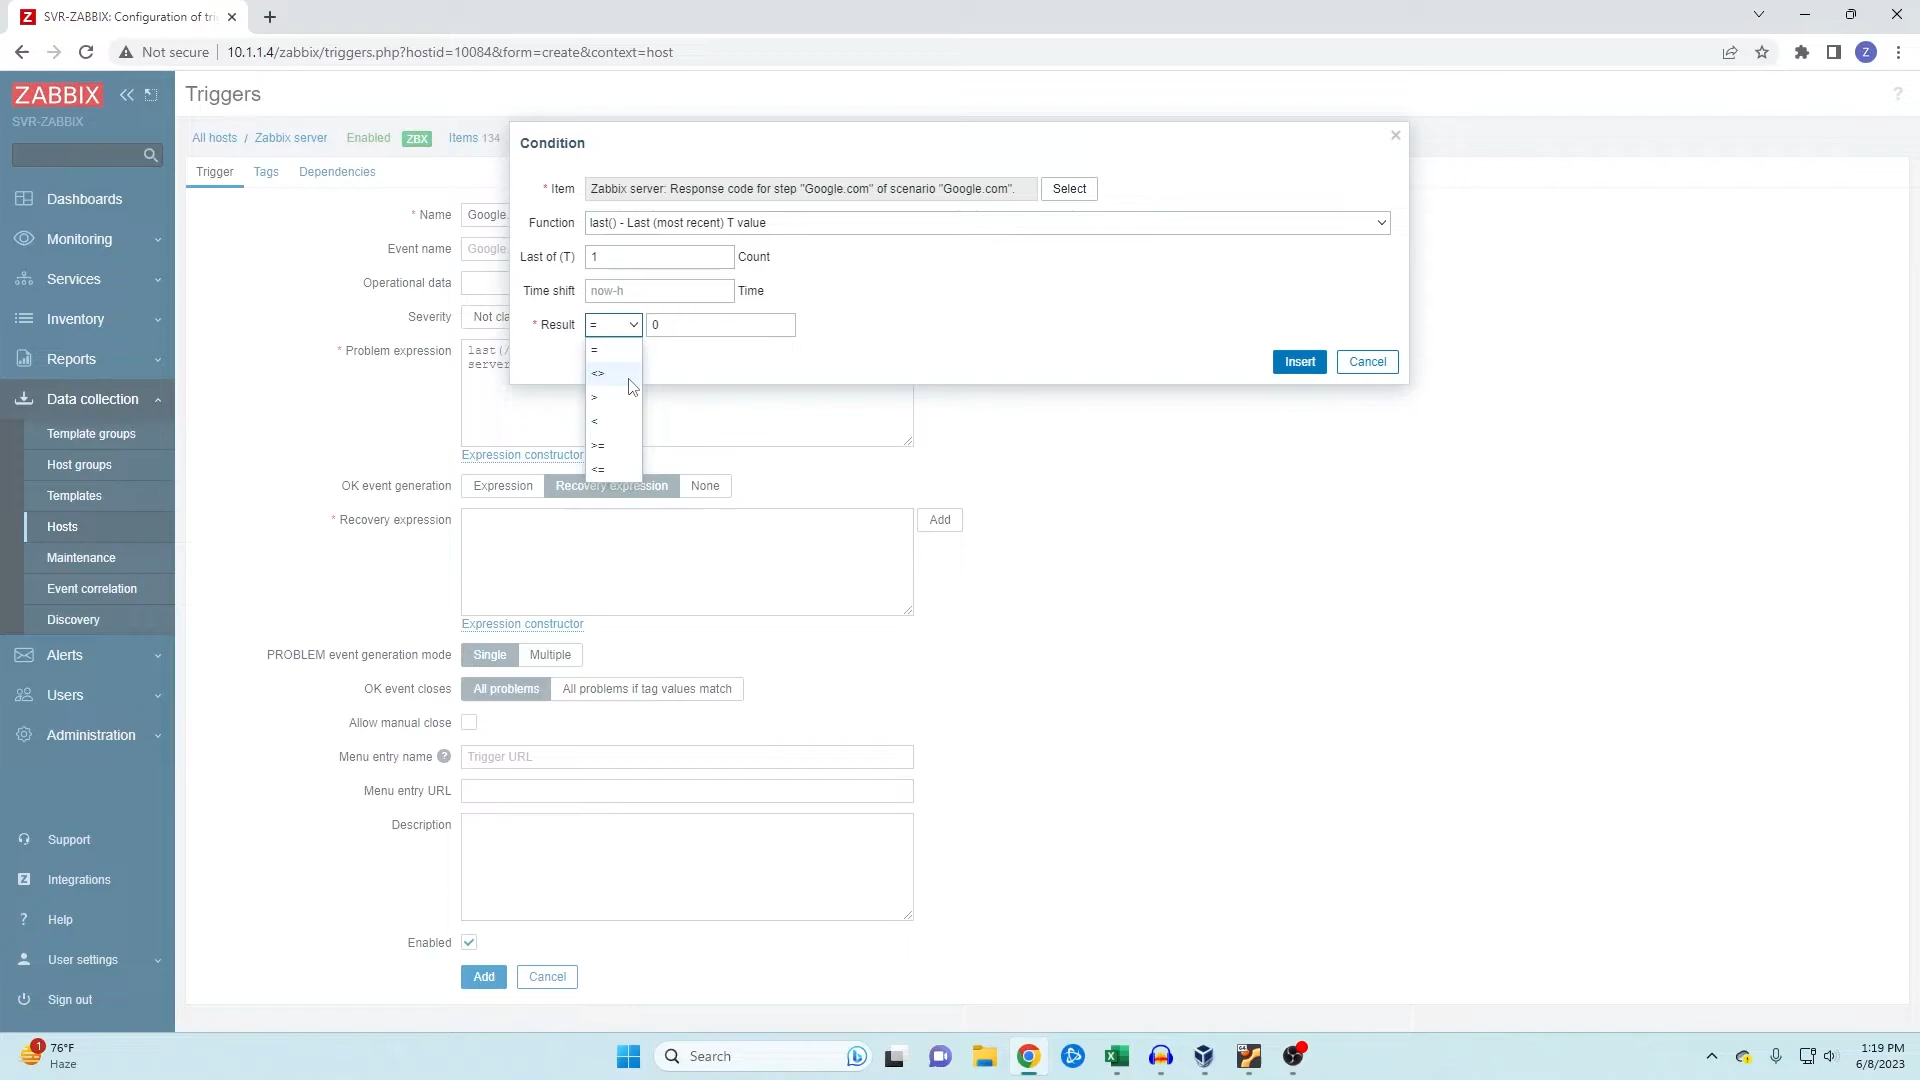 SVR-ZABBIX: Configuration of tri
Not secure
10.1.1.4/zabbix/triggers.php?hostid=10084&form=create&context=host
Z
ZABBIX
SVR-ZABBIX
Triggers
?
All hosts / Zabbix server Enabled ZBX Items 134
Trigger Tags Dependencies
Condition
* Item Zabbix server: Response code for step "Google.com" of scenario "Google.com". Select
Function last() - Last (most recent) T value
Last of (T) 1 Count
Time shift now-h Time
* Result = 0
=
<>
>
<
>=
<=
Insert Cancel
* Name Google.
Event name Google.
Operational data
Severity Not cla
* Problem expression last(/
server
Expression constructor
OK event generation Expression Recovery expression None
* Recovery expression Add
Expression constructor
PROBLEM event generation mode Single Multiple
OK event closes All problems All problems if tag values match
Allow manual close
Menu entry name ? Trigger URL
Menu entry URL
Description
Enabled
Add Cancel
Dashboards
Monitoring
Services
Inventory
Reports
Data collection
Template groups
Host groups
Templates
Hosts
Maintenance
Event correlation
Discovery
Alerts
Users
Administration
Support
Z Integrations
? Help
User settings
Sign out
1
76°F
Haze
Search
1:19 PM
6/8/2023